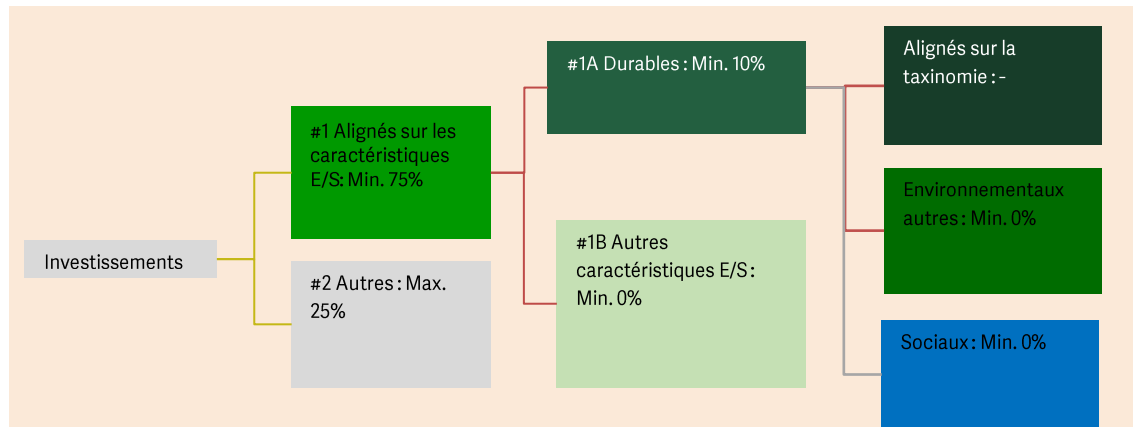 Investissements
#1 Alignés sur les
caractéristiques
E/S: Min. 75%
#2 Autres : Max.
25%
#1A Durables : Min. 10%
#1B Autres
caractéristiques E/S :
Min. 0%
Alignés sur la
taxinomie : -
Environnementaux
autres : Min. 0%
Sociaux : Min. 0%